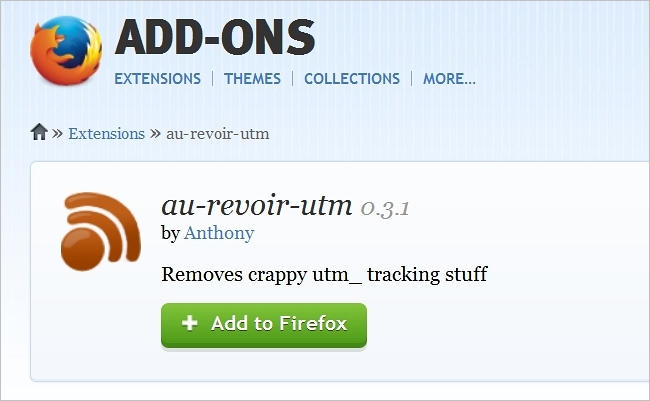 ADD-ONS
EXTENSIONS | THEMES | COLLECTIONS | MORE...
» Extensions » au-revoir-utm
au-revoir-utm 0.3.1
by Anthony
Removes crappy utm_ tracking stuff
+ Add to Firefox